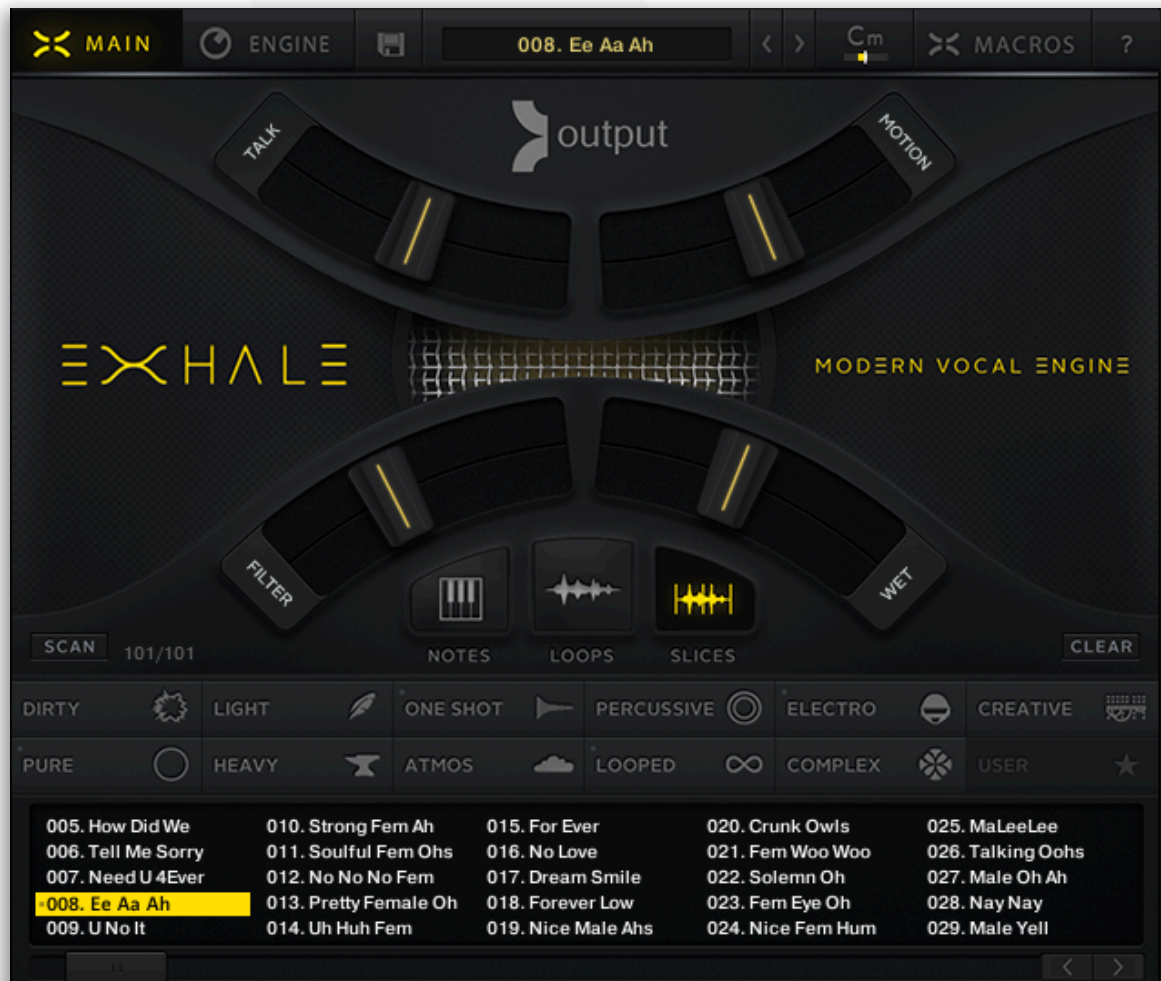 MAIN
ENGINE
008. Ee Aa Ah
< >
Cm
MACROS
?
TALK
output
MOTION
EXHALE
MODERN VOCAL ENGINE
FILTER
WET
NOTES
LOOPS
SLICES
SCAN
101/101
CLEAR
DIRTY
LIGHT
ONE SHOT
PERCUSSIVE
ELECTRO
CREATIVE
PURE
HEAVY
ATMOS
LOOPED
COMPLEX
USER
005. How Did We
006. Tell Me Sorry
007. Need U 4Ever
008. Ee Aa Ah
009. U No It
010. Strong Fem Ah
011. Soulful Fem Ohs
012. No No No Fem
013. Pretty Female Oh
014. Uh Huh Fem
015. For Ever
016. No Love
017. Dream Smile
018. Forever Low
019. Nice Male Ahs
020. Crunk Owls
021. Fem Woo Woo
022. Solemn Oh
023. Fem Eye Oh
024. Nice Fem Hum
025. MaLeeLee
026. Talking Oohs
027. Male Oh Ah
028. Nay Nay
029. Male Yell
< >